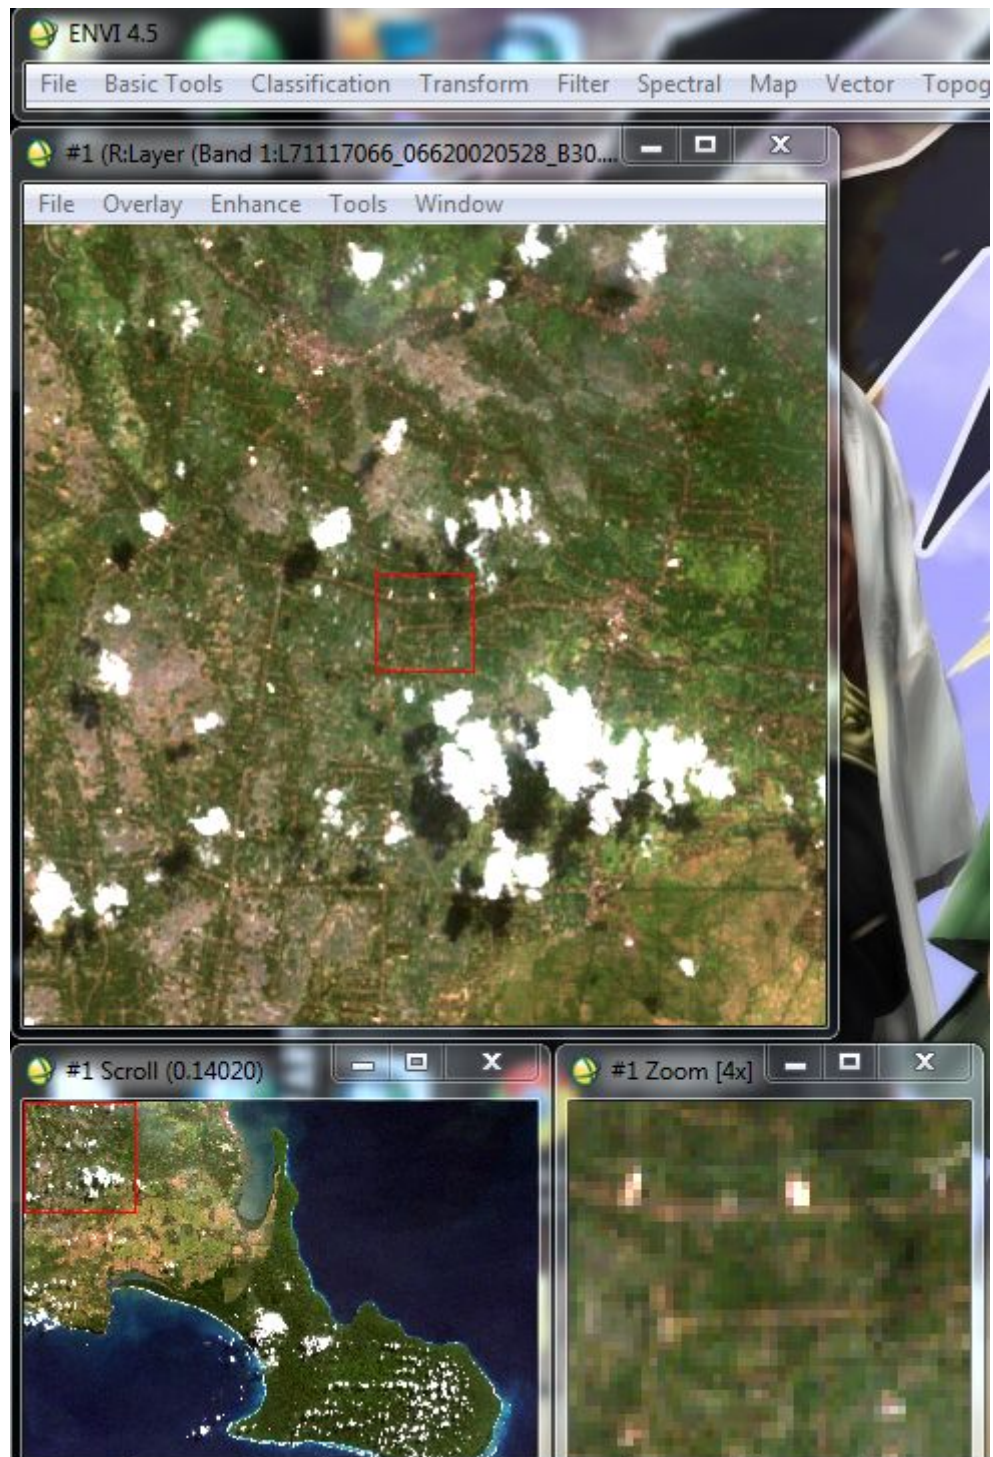 ENVI 4.5
File Basic Tools Classification Transform Filter Spectral Map Vector Topog
#1 (R:Layer (Band 1:L71117066_06620020528_B30....
File Overlay Enhance Tools Window
#1 Scroll (0.14020)
#1 Zoom [4x]